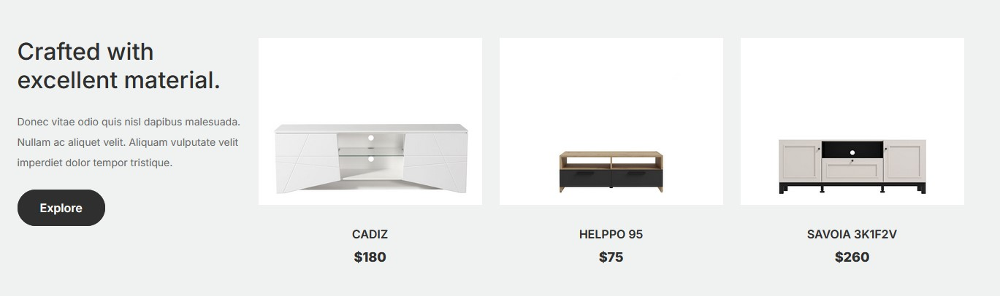 Crafted with
excellent material.
Donec vitae odio quis nisl dapibus malesuada.
Nullam ac aliquet velit. Aliquam vulputate velit
imperdiet dolor tempor tristique.
Explore
CADIZ
$180
HELPPO 95
$75
SAVOIA 3K1F2V
$260